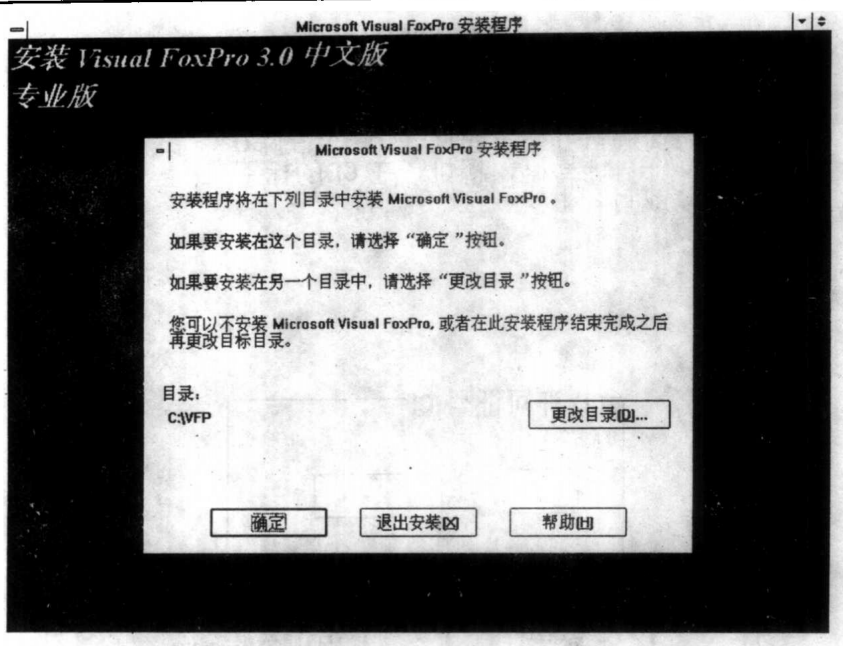 Microsoft Visual FoxPro 安装程序
安装 Visual FoxPro 3.0 中文版
专业版
Microsoft Visual FoxPro 安装程序
安装程序将在下列目录中安装 Microsoft Visual FoxPro 。
如果要安装在这个目录，请选择“确定”按钮。
如果要安装在另一个目录中，请选择“更改目录”按钮。
您可以不安装 Microsoft Visual FoxPro, 或者在此安装程序结束完成之后
再更改目标目录。
目录：
C:\VFP
更改目录(D)...
确定
退出安装(X)
帮助(H)